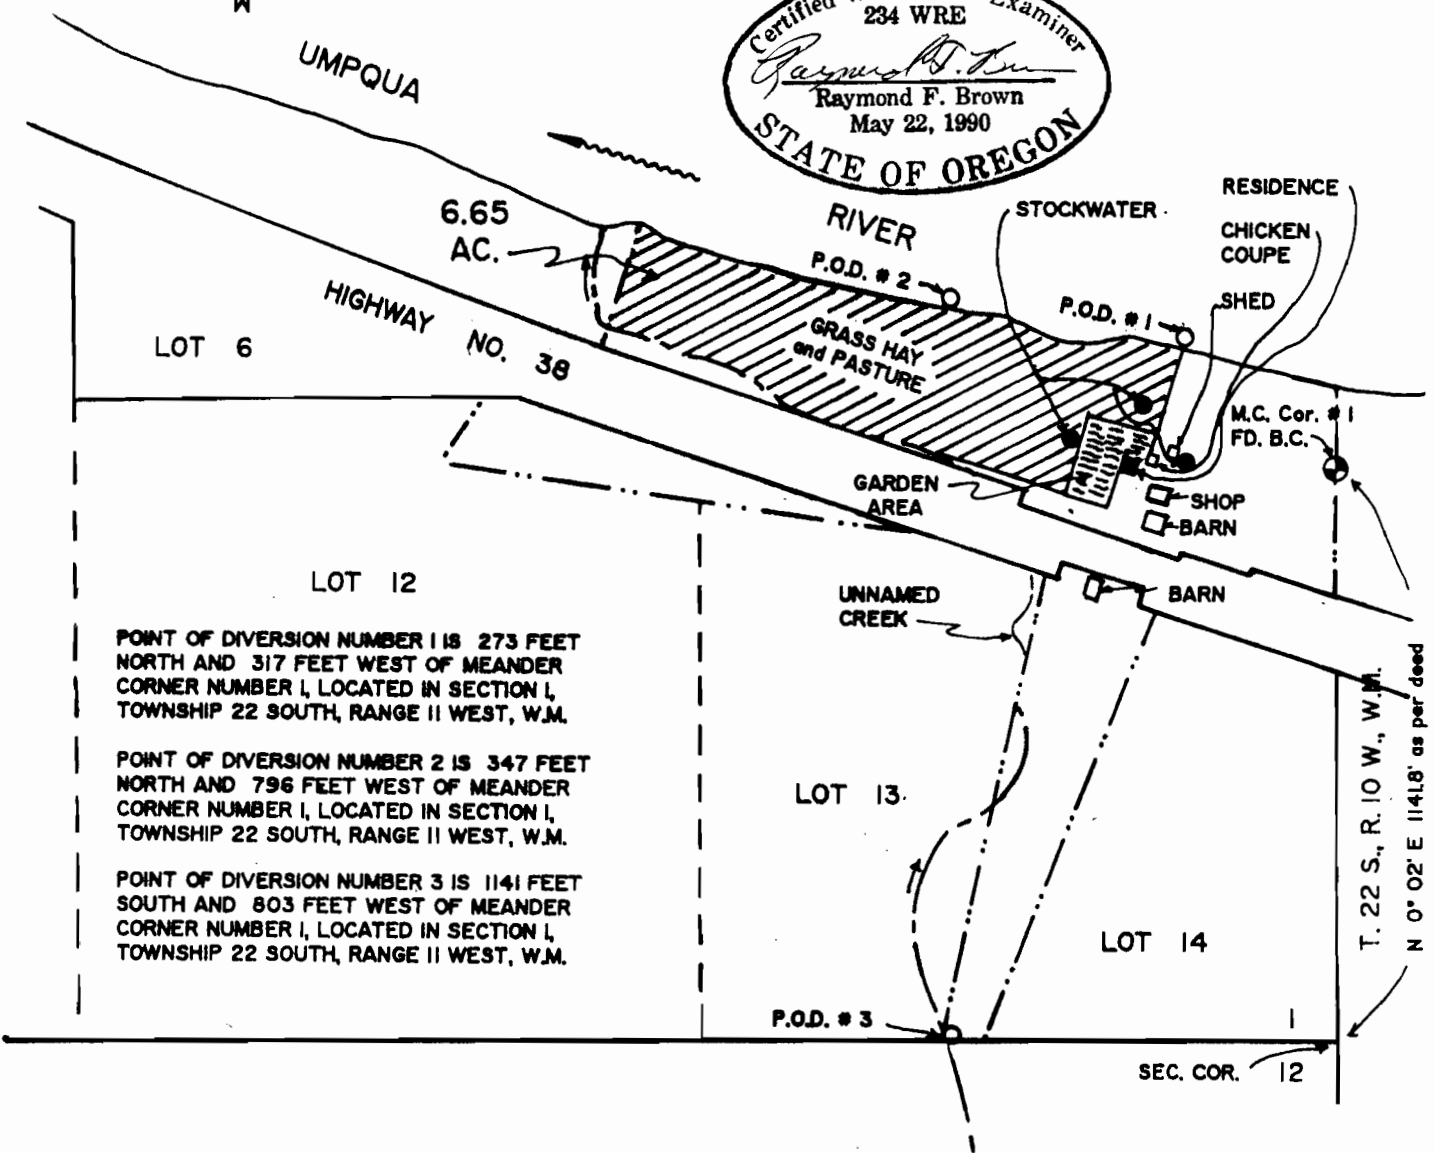 W
UMPQUA
Certified
Examiner
234 WRE
Raymond F. Brown
May 22, 1990
STATE OF OREGON
RIVER
6.65
AC.
STOCKWATER
RESIDENCE
CHICKEN
COUPE
SHED
P.O.D. # 2
P.O.D. # 1
GRASS HAY
and PASTURE
HIGHWAY NO. 38
LOT 6
M.C. Cor. # 1
FD. B.C.
GARDEN
AREA
SHOP
BARN
LOT 12
UNNAMED
CREEK
BARN
POINT OF DIVERSION NUMBER 1 IS 273 FEET
NORTH AND 317 FEET WEST OF MEANDER
CORNER NUMBER 1, LOCATED IN SECTION 1,
TOWNSHIP 22 SOUTH, RANGE 11 WEST, W.M.
POINT OF DIVERSION NUMBER 2 IS 347 FEET
NORTH AND 796 FEET WEST OF MEANDER
CORNER NUMBER 1, LOCATED IN SECTION 1,
TOWNSHIP 22 SOUTH, RANGE 11 WEST, W.M.
POINT OF DIVERSION NUMBER 3 IS 1141 FEET
SOUTH AND 803 FEET WEST OF MEANDER
CORNER NUMBER 1, LOCATED IN SECTION 1,
TOWNSHIP 22 SOUTH, RANGE 11 WEST, W.M.
LOT 13
LOT 14
T. 22 S., R. 10 W., W.M.
N 0° 02' E 1141.8' as per deed
P.O.D. # 3
1
SEC. COR.
12